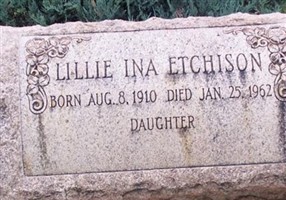 LILLIE INA ETCHISON
BORN AUG. 8, 1910 DIED JAN. 25, 1962
DAUGHTER